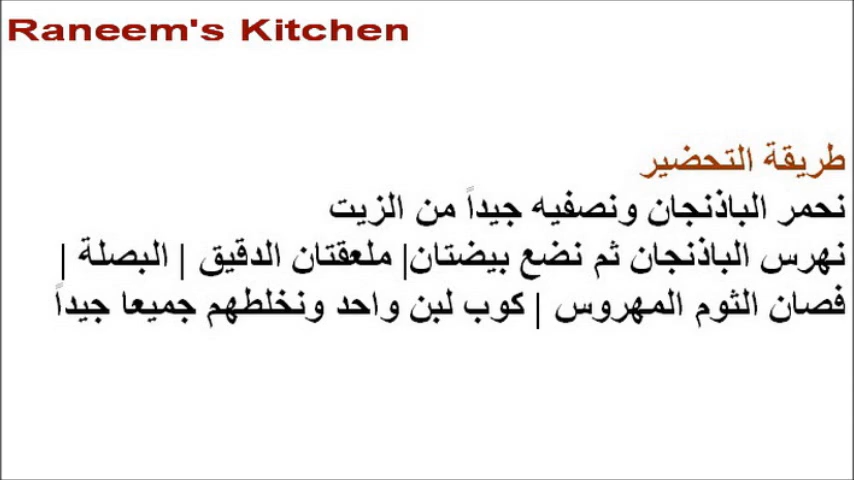 Raneem's Kitchen
طريقة التحضير
نحمر الباذنجان ونصفيه جيداً من الزيت
نهرس الباذنجان ثم نضع بيضتان| ملعقتان الدقيق | البصلة |
فصان الثوم المهروس | كوب لبن واحد ونخلطهم جميعا جيداً